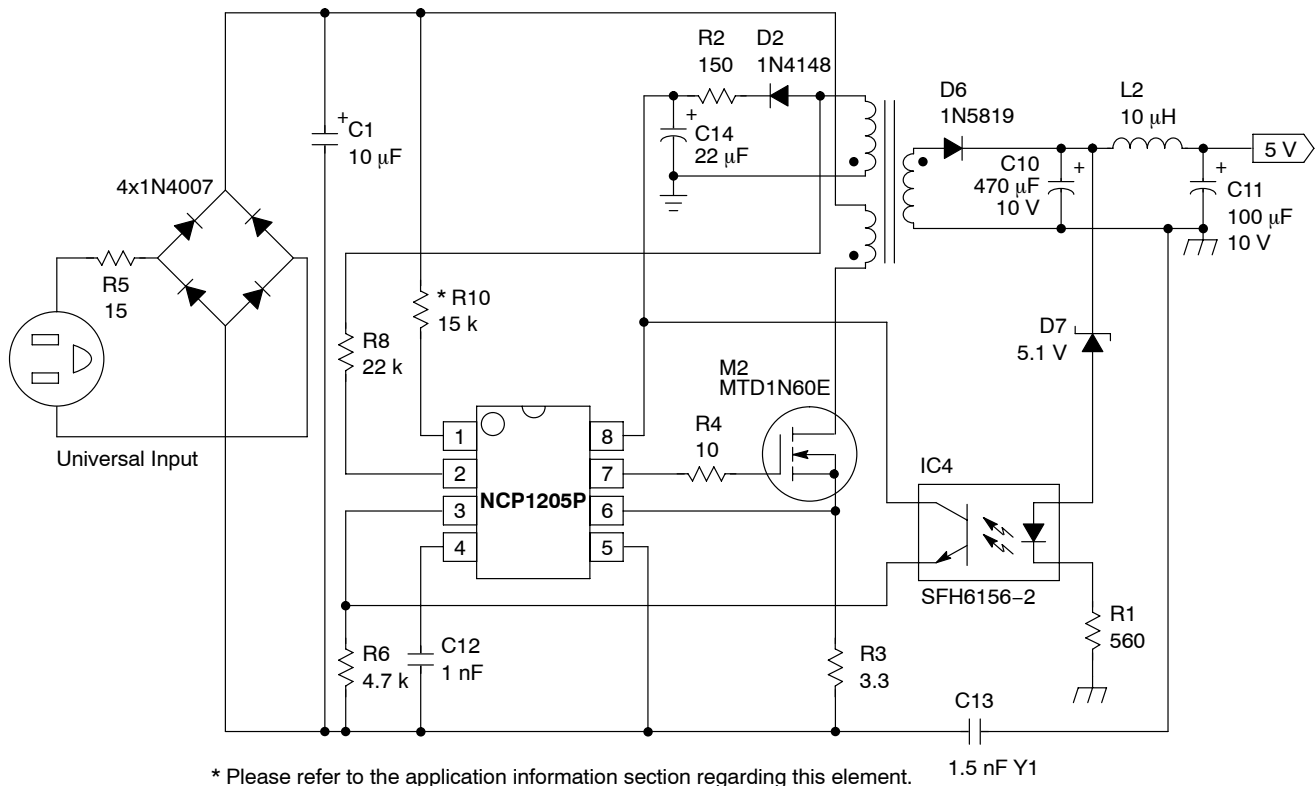 R2
150
D2
1N4148
D6
1N5819
L2
10 μH
+
C1
10 μF
+
C14
22 μF
5 V
C10
470 μF
10 V
+
+
C11
100 μF
10 V
4x1N4007
R5
15
* R10
15 k
R8
22 k
D7
5.1 V
M2
MTD1N60E
R4
10
1
2
3
4
8
7
6
5
NCP1205P
Universal Input
IC4
SFH6156−2
R1
560
R6
4.7 k
C12
1 nF
R3
3.3
C13
1.5 nF Y1
* Please refer to the application information section regarding this element.